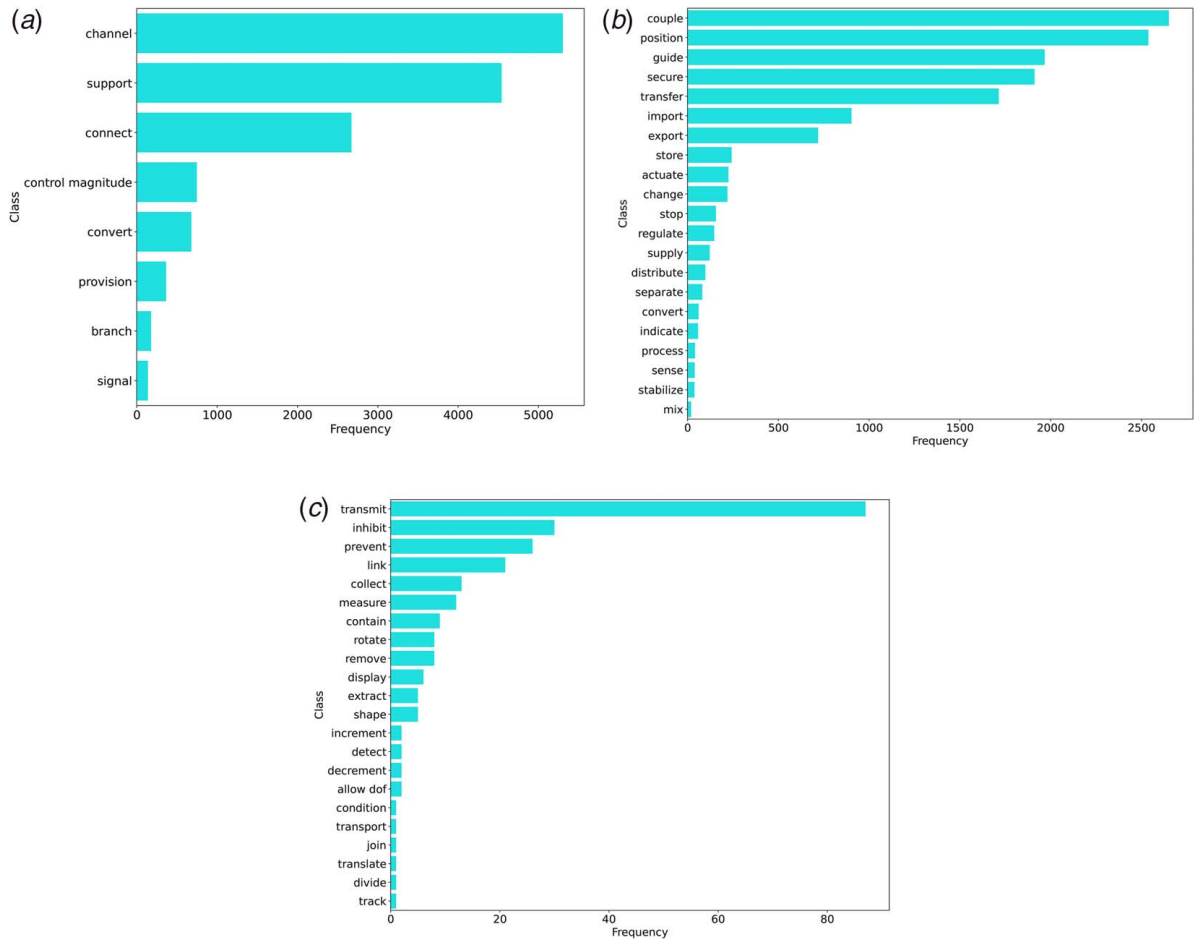 (a)
channel
support
connect
control magnitude
convert
provision
branch
signal
Class
0 1000 2000 3000 4000 5000
Frequency
(b)
couple
position
guide
secure
transfer
import
export
store
actuate
change
stop
regulate
supply
distribute
separate
convert
indicate
process
sense
stabilize
mix
Class
0 500 1000 1500 2000 2500
Frequency
(c)
transmit
inhibit
prevent
link
collect
measure
contain
rotate
remove
display
extract
shape
increment
detect
decrement
allow dof
condition
transport
join
translate
divide
track
Class
0 20 40 60 80
Frequency